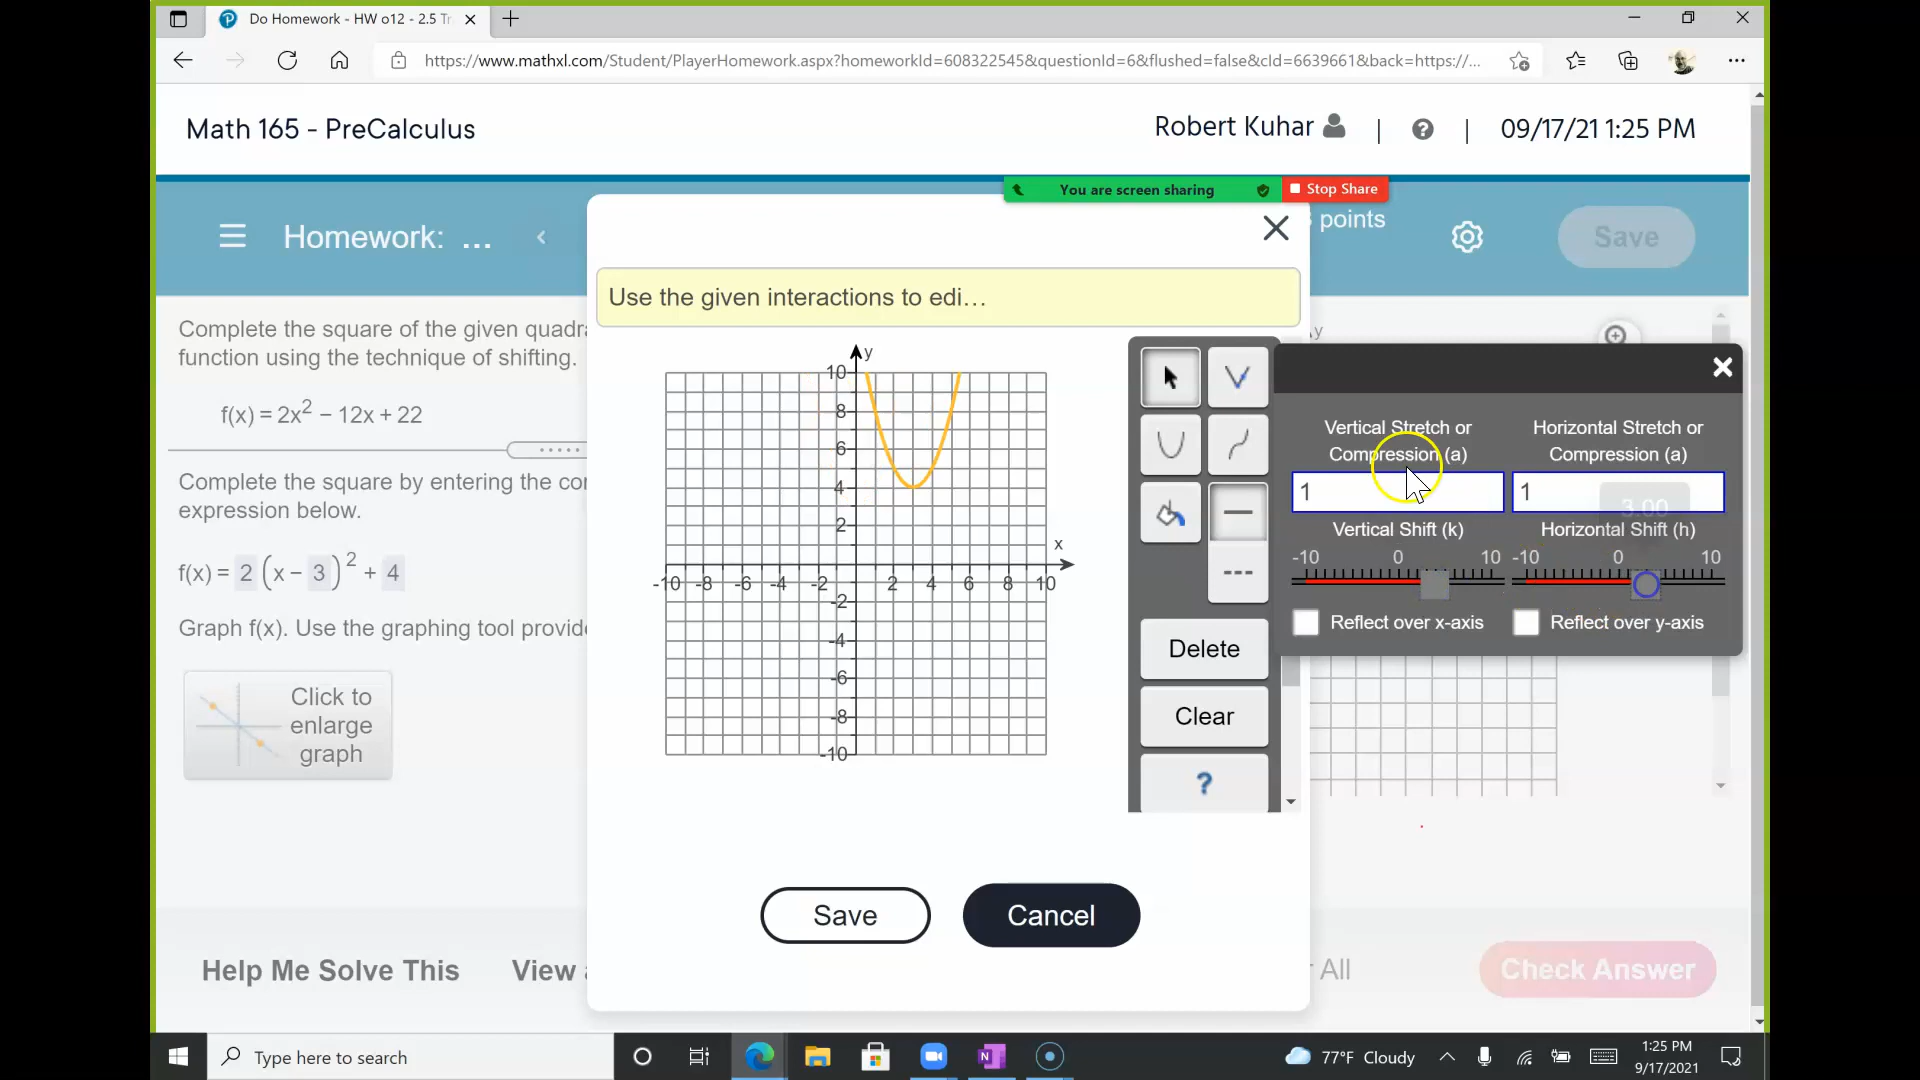 Do Homework - HW o12 - 2.5 Tr
https://www.mathxl.com/Student/PlayerHomework.aspx?homeworkId=608322545&questionId=6&flushed=false&cId=6639661&back=https://...
Math 165 - PreCalculus
Robert Kuhar | ? | 09/17/21 1:25 PM
You are screen sharing
Stop Share
Homework: ...
points
Save
Use the given interactions to edi...
Complete the square of the given quadr
function using the technique of shifting.
f(x) = 2x² − 12x + 22
Complete the square by entering the co
expression below.
f(x) = 2 (x − 3)² + 4
Graph f(x). Use the graphing tool provid
Click to
enlarge
graph
y
10
8
6
4
2
x
-10 -8 -6 -4 -2 2 4 6 8 10
-2
-4
-6
-8
-10
Delete
Clear
?
y
Vertical Stretch or
Compression (a)
1
Vertical Shift (k)
-10 0 10
Reflect over x-axis
Horizontal Stretch or
Compression (a)
1
3.00
Horizontal Shift (h)
-10 0 10
Reflect over y-axis
Save
Cancel
Help Me Solve This
View
All
Check Answer
Type here to search
77°F Cloudy
1:25 PM
9/17/2021